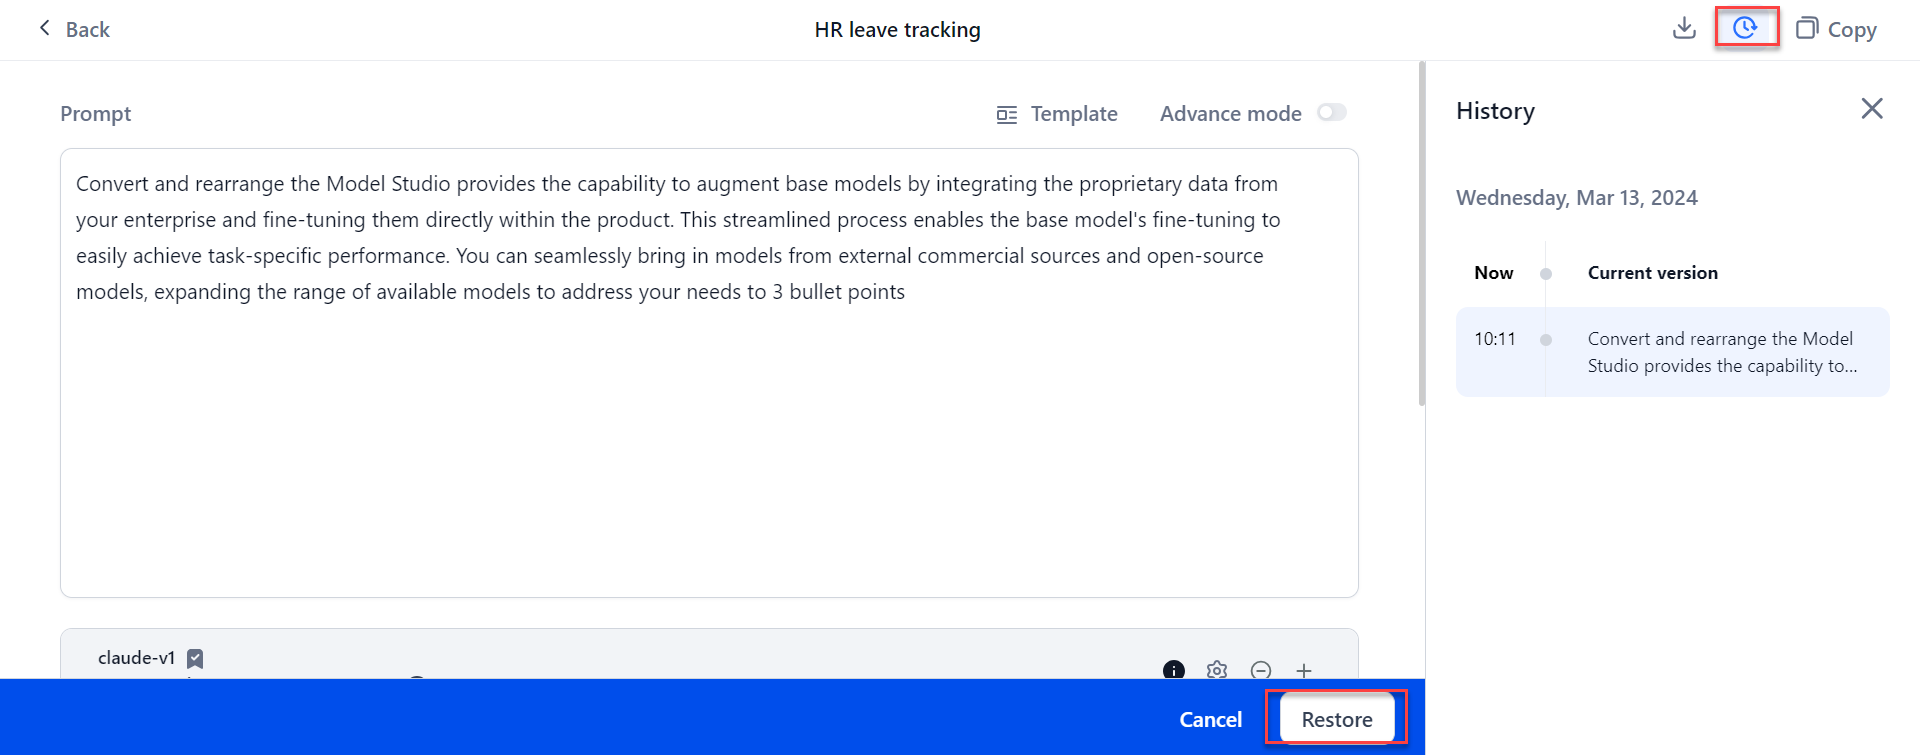 Back
HR leave tracking
Copy
Prompt
Template
Advance mode
Convert and rearrange the Model Studio provides the capability to augment base models by integrating the proprietary data from
your enterprise and fine-tuning them directly within the product. This streamlined process enables the base model's fine-tuning to
easily achieve task-specific performance. You can seamlessly bring in models from external commercial sources and open-source
models, expanding the range of available models to address your needs to 3 bullet points
claude-v1
Cancel
Restore
History
Wednesday, Mar 13, 2024
Now
Current version
10:11
Convert and rearrange the Model
Studio provides the capability to...